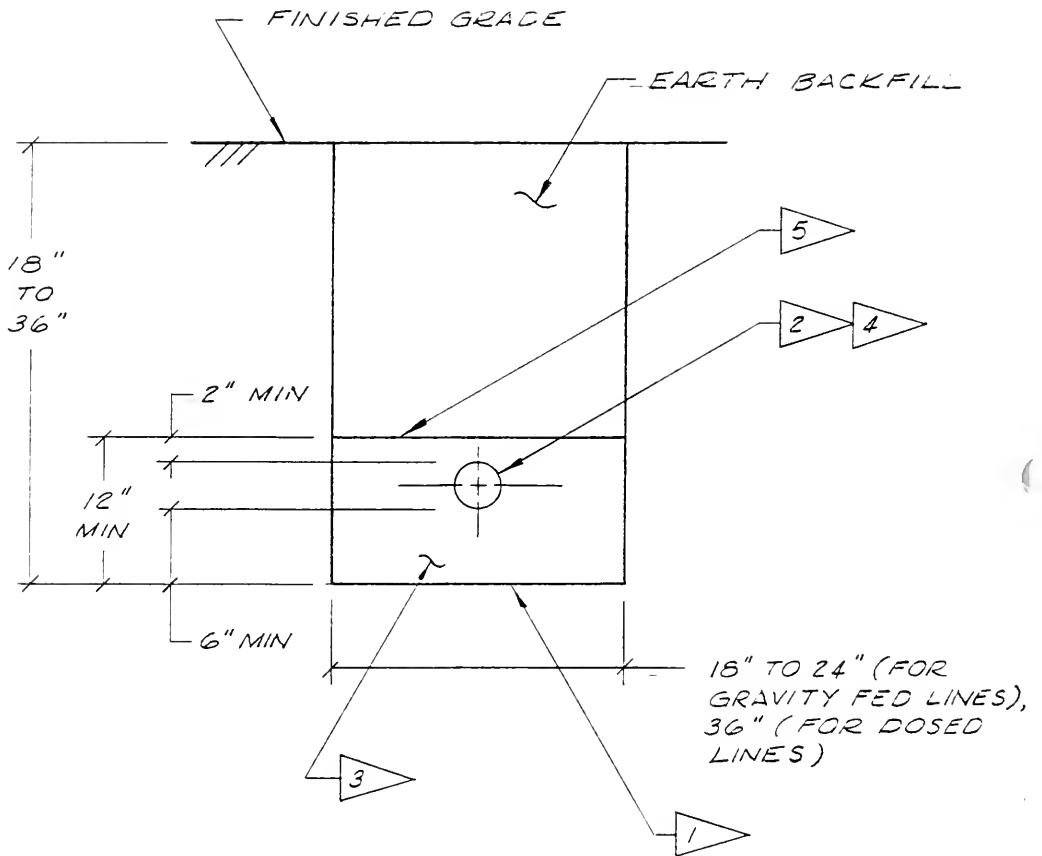 FINISHED GRADE
EARTH BACKFILL
18"
TO
36"
5
2 4
2" MIN
12"
MIN
6" MIN
18" TO 24" (FOR
GRAVITY FED LINES),
36" (FOR DOSED
LINES)
3
1